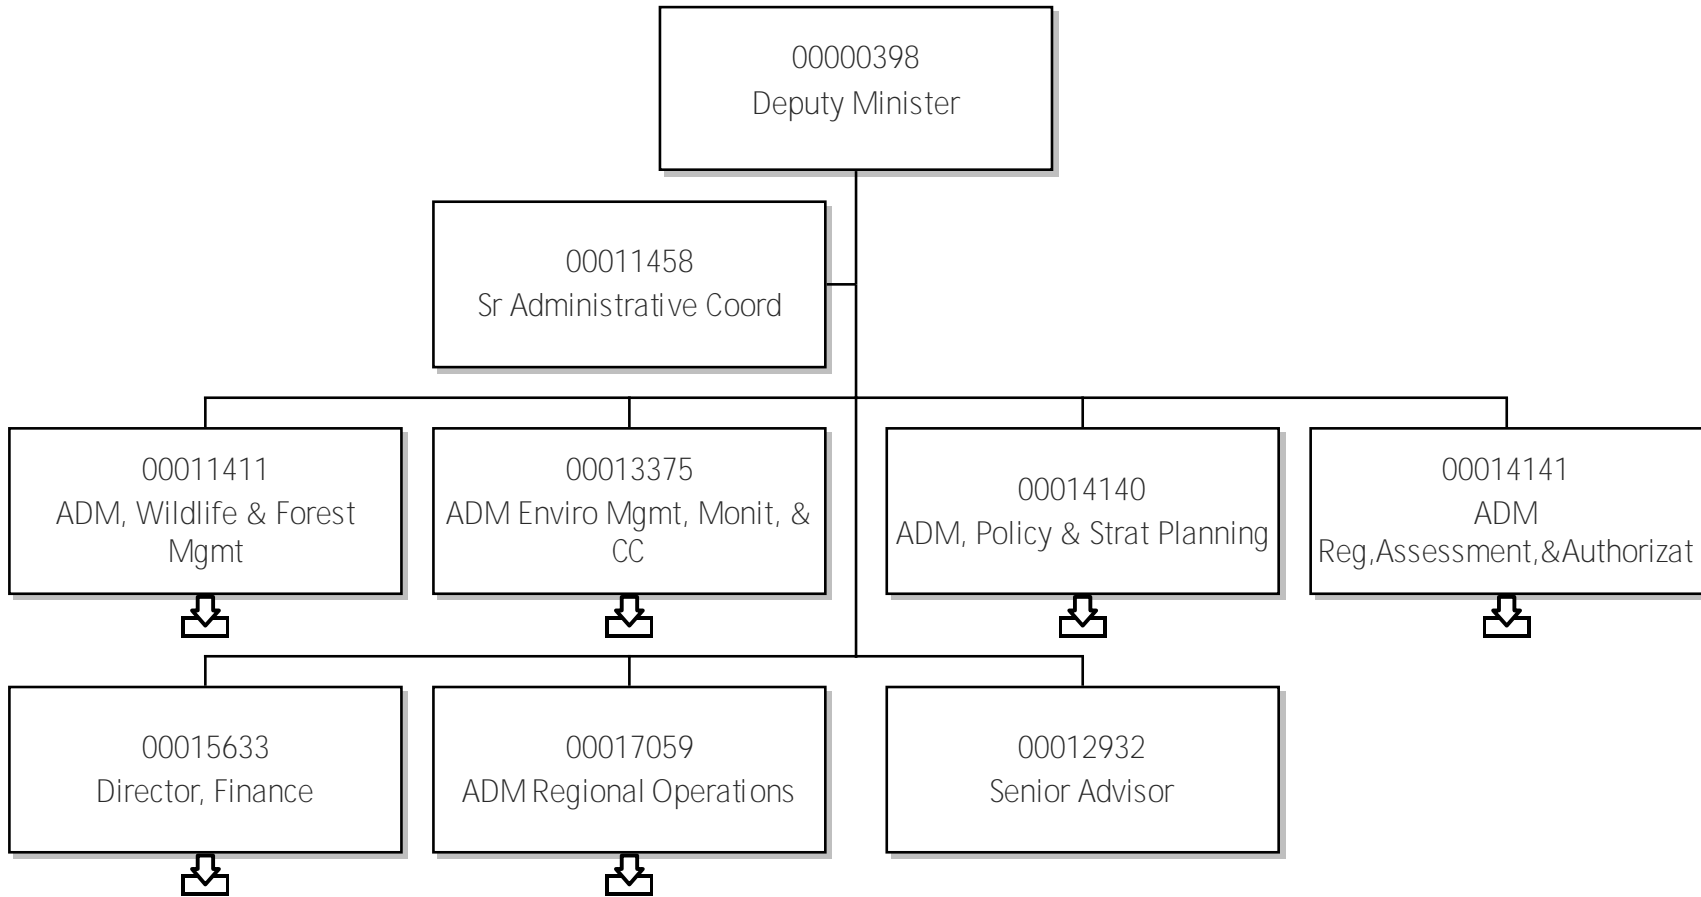 00000398
Deputy Minister
00011458
Sr Administrative Coord
00011411
ADM, Wildlife & Forest
Mgmt
00013375
ADM Enviro Mgmt, Monit, &
CC
00014140
ADM, Policy & Strat Planning
00014141
ADM
Reg,Assessment,&Authorizat
00015633
Director, Finance
00017059
ADM Regional Operations
00012932
Senior Advisor